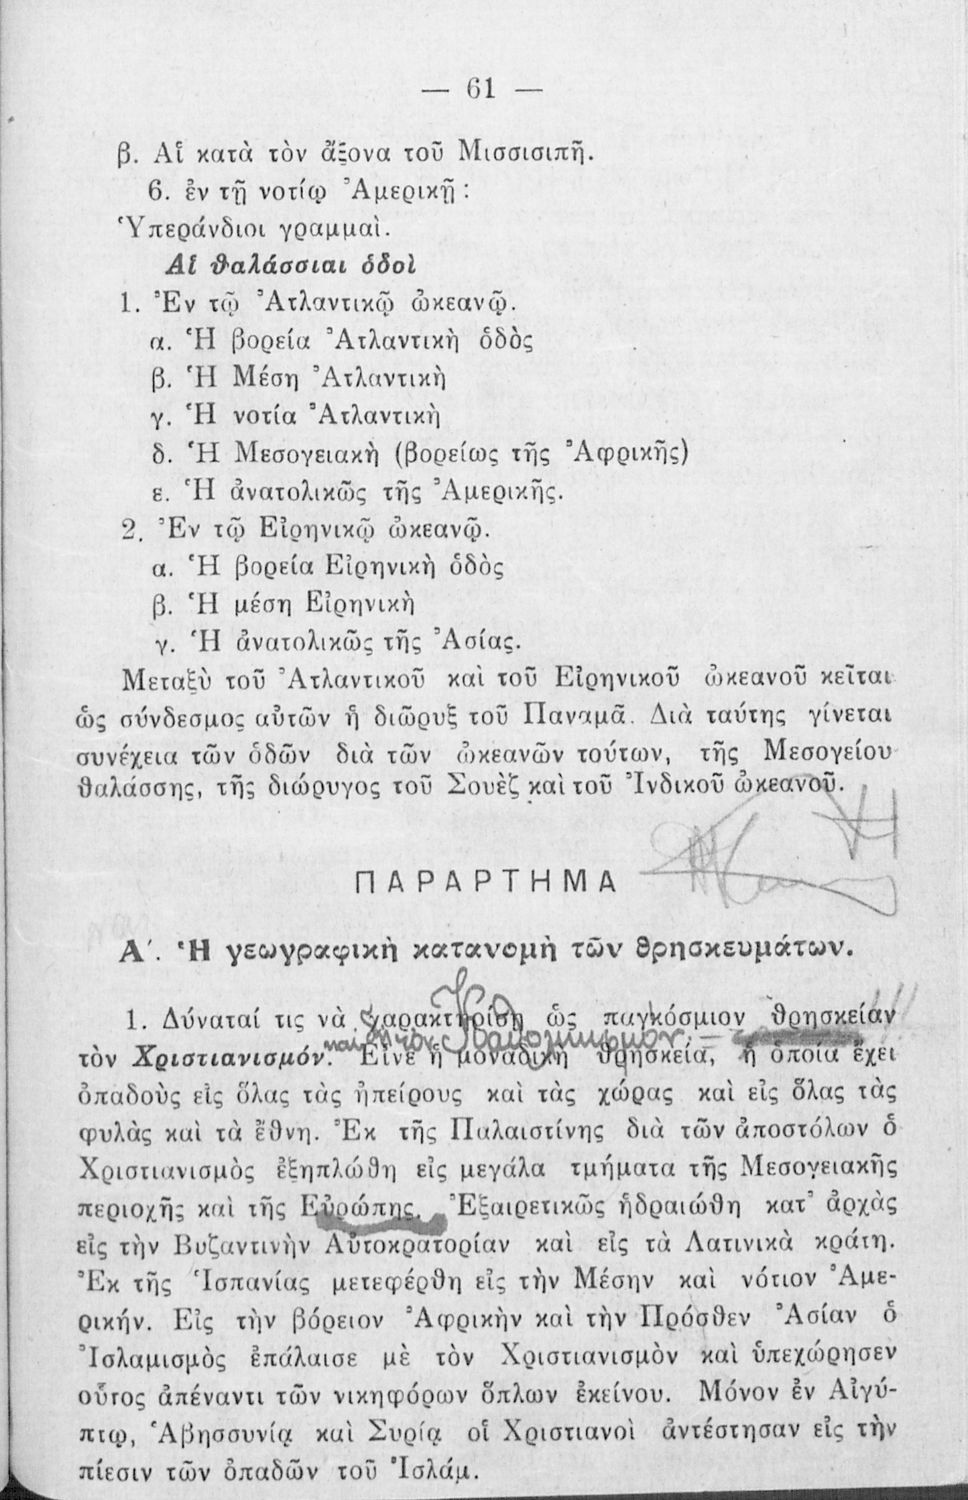 — 61 —
β. Αἱ κατὰ τὸν ἄξονα τοῦ Μισσισιπῆ.
6. ἐν τῇ νοτίῳ Ἀμερικῇ:
Ὑπεράνδιοι γραμμαὶ.
Αἱ θαλάσσιαι ὁδοὶ
1. Ἐν τῷ Ἀτλαντικῷ ὠκεανῷ.
α. Ἡ βορεία Ἀτλαντικὴ ὁδὸς
β. Ἡ Μέση Ἀτλαντικὴ
γ. Ἡ νοτία Ἀτλαντικὴ
δ. Ἡ Μεσογειακὴ (βορείως τῆς Ἀφρικῆς)
ε. Ἡ ἀνατολικῶς τῆς Ἀμερικῆς.
2. Ἐν τῷ Εἰρηνικῷ ὠκεανῷ.
α. Ἡ βορεία Εἰρηνικὴ ὁδὸς
β. Ἡ μέση Εἰρηνικὴ
γ. Ἡ ἀνατολικῶς τῆς Ἀσίας.
Μεταξὺ τοῦ Ἀτλαντικοῦ καὶ τοῦ Εἰρηνικοῦ ὠκεανοῦ κεῖται
ὡς σύνδεσμος αὐτῶν ἡ διῶρυξ τοῦ Παναμᾶ. Διὰ ταύτης γίνεται
συνέχεια τῶν ὁδῶν διὰ τῶν ὠκεανῶν τούτων, τῆς Μεσογείου
θαλάσσης, τῆς διώρυγος τοῦ Σουὲζ καὶ τοῦ Ἰνδικοῦ ὠκεανοῦ.
ΠΑΡΑΡΤΗΜΑ
Α΄. Ἡ γεωγραφικὴ κατανομὴ τῶν θρησκευμάτων.
1. Δύναταί τις νὰ χαρακτηρίσῃ ὡς παγκόσμιον θρησκείαν
τὸν Χριστιανισμόν. Εἶνε ἡ μοναδικὴ θρησκεία, ἡ ὁποία ἔχει
ὀπαδοὺς εἰς ὅλας τὰς ἠπείρους καὶ τὰς χώρας καὶ εἰς ὅλας τὰς
φυλὰς καὶ τὰ ἔθνη. Ἐκ τῆς Παλαιστίνης διὰ τῶν ἀποστόλων ὁ
Χριστιανισμὸς ἐξηπλώθη εἰς μεγάλα τμήματα τῆς Μεσογειακῆς
περιοχῆς καὶ τῆς Εὐρώπης. Ἐξαιρετικῶς ἡδραιώθη κατ᾽ ἀρχὰς
εἰς τὴν Βυζαντινὴν Αὐτοκρατορίαν καὶ εἰς τὰ Λατινικὰ κράτη.
Ἐκ τῆς Ἱσπανίας μετεφέρθη εἰς τὴν Μέσην καὶ νότιον Ἀμε-
ρικήν. Εἰς τὴν βόρειον Ἀφρικὴν καὶ τὴν Πρόσθεν Ἀσίαν ὁ
Ἰσλαμισμὸς ἐπάλαισε μὲ τὸν Χριστιανισμὸν καὶ ὑπεχώρησεν
οὗτος ἀπέναντι τῶν νικηφόρων ὅπλων ἐκείνου. Μόνον ἐν Αἰγύ-
πτῳ, Ἀβησσυνίᾳ καὶ Συρίᾳ οἱ Χριστιανοὶ ἀντέστησαν εἰς τὴν
πίεσιν τῶν ὀπαδῶν τοῦ Ἰσλάμ.